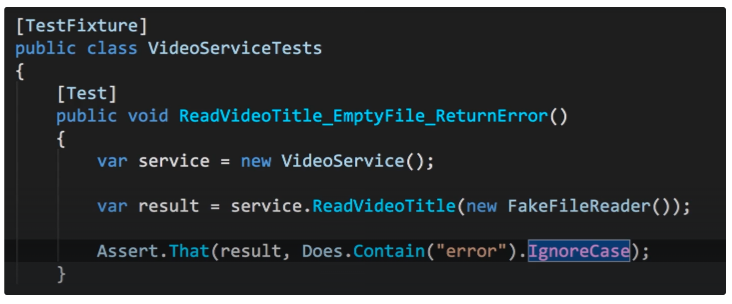 [TestFixture]
public class VideoServiceTests
{
[Test]
public void ReadVideoTitle_EmptyFile_ReturnError()
{
var service = new VideoService();
var result = service.ReadVideoTitle(new FakeFileReader());
Assert.That(result, Does.Contain("error").IgnoreCase);
}